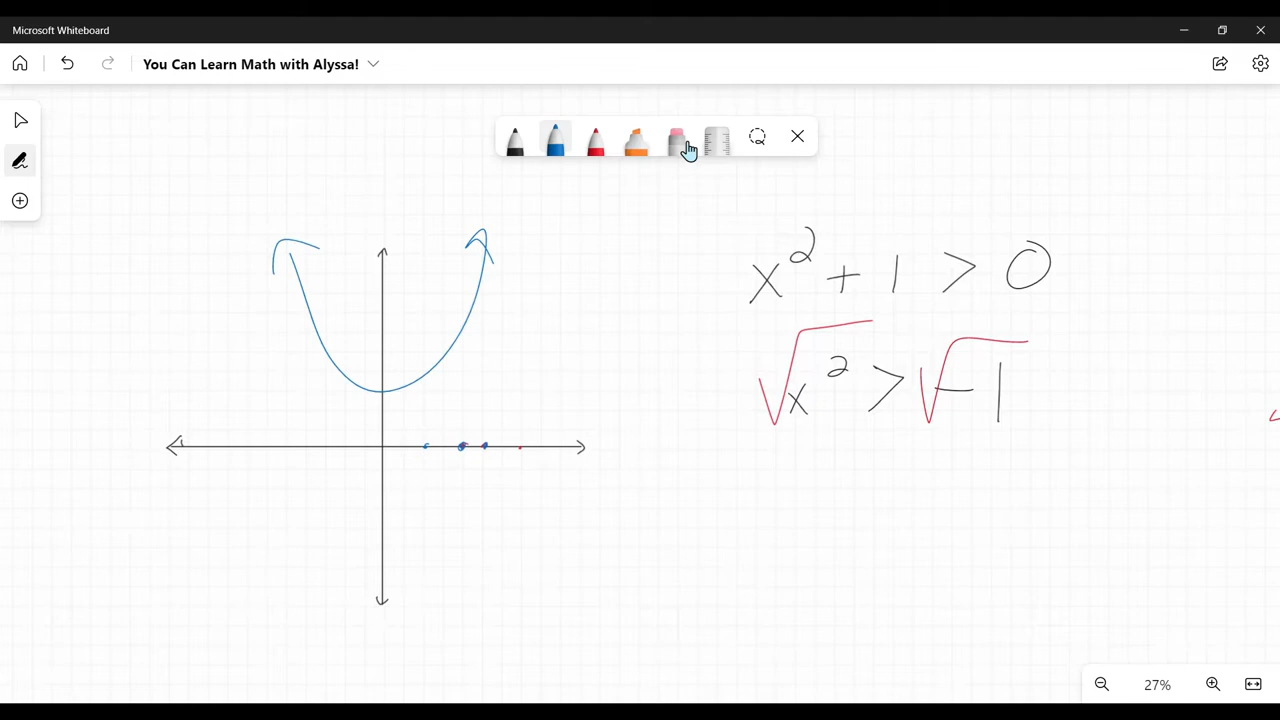 Microsoft Whiteboard
You Can Learn Math with Alyssa!
x² + 1 > 0
√x² > √-1
27%